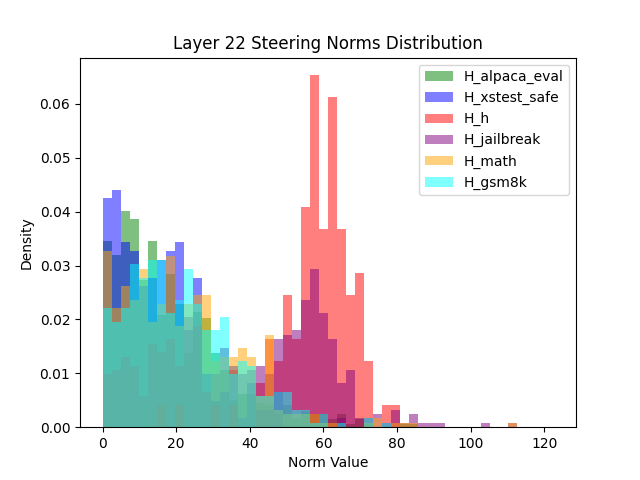 Layer 22 Steering Norms Distribution
H_alpaca_eval
H_xstest_safe
H_h
H_jailbreak
H_math
H_gsm8k
0.06
0.05
0.04
0.03
0.02
0.01
0.00
Density
0 20 40 60 80 100 120
Norm Value